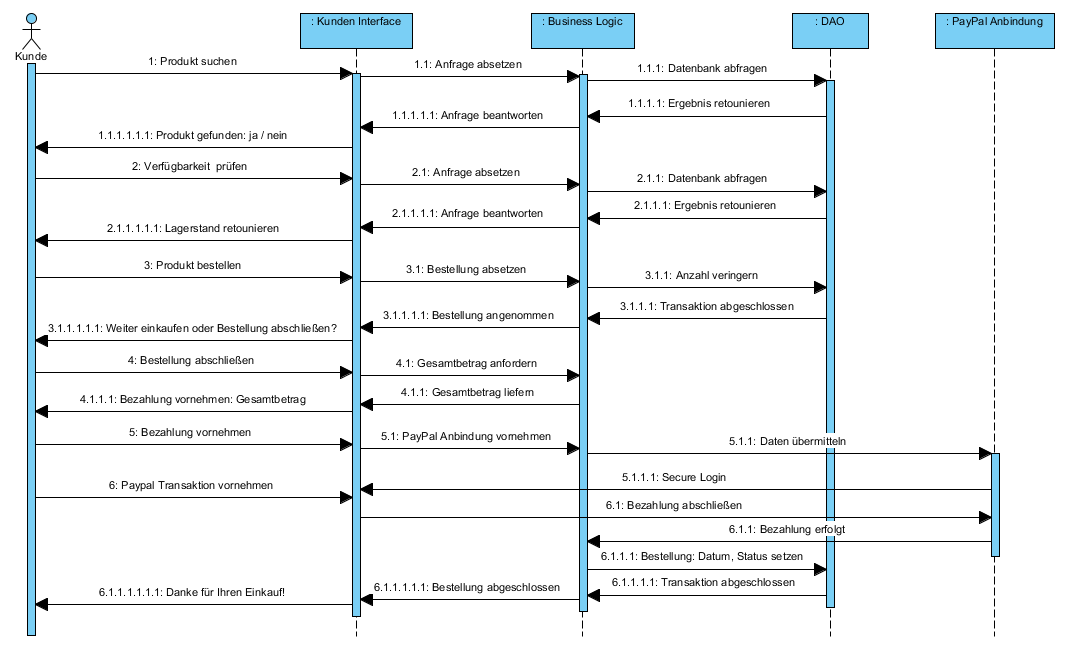 : Kunden Interface
: Business Logic
: DAO
: PayPal Anbindung
Kunde
1: Produkt suchen
1.1: Anfrage absetzen
1.1.1: Datenbank abfragen
1.1.1.1: Ergebnis retounieren
1.1.1.1.1: Anfrage beantworten
1.1.1.1.1.1: Produkt gefunden: ja / nein
2: Verfügbarkeit prüfen
2.1: Anfrage absetzen
2.1.1: Datenbank abfragen
2.1.1.1: Ergebnis retounieren
2.1.1.1.1: Anfrage beantworten
2.1.1.1.1.1: Lagerstand retounieren
3: Produkt bestellen
3.1: Bestellung absetzen
3.1.1: Anzahl veringern
3.1.1.1: Transaktion abgeschlossen
3.1.1.1.1: Bestellung angenommen
3.1.1.1.1.1: Weiter einkaufen oder Bestellung abschließen?
4: Bestellung abschließen
4.1: Gesamtbetrag anfordern
4.1.1: Gesamtbetrag liefern
4.1.1.1: Bezahlung vornehmen: Gesamtbetrag
5: Bezahlung vornehmen
5.1: PayPal Anbindung vornehmen
5.1.1: Daten übermitteln
5.1.1.1: Secure Login
6: Paypal Transaktion vornehmen
6.1: Bezahlung abschließen
6.1.1: Bezahlung erfolgt
6.1.1.1: Bestellung: Datum, Status setzen
6.1.1.1.1: Transaktion abgeschlossen
6.1.1.1.1.1: Bestellung abgeschlossen
6.1.1.1.1.1.1: Danke für Ihren Einkauf!